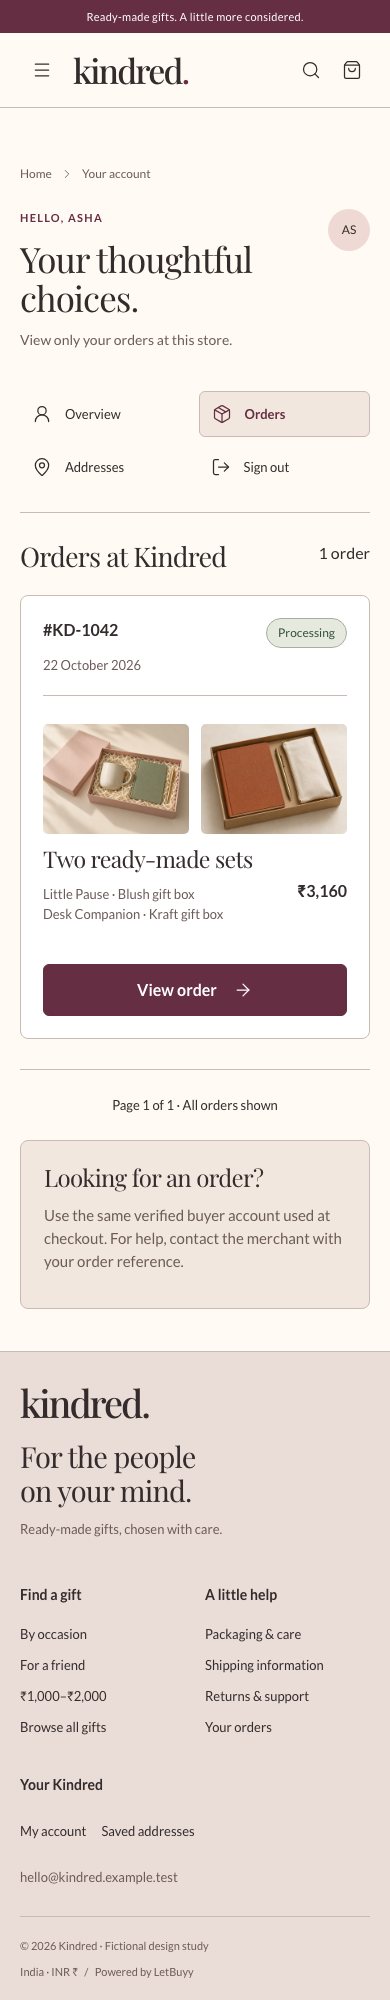 Ready-made gifts. A little more considered.
kindred.
Home > Your account
HELLO, ASHA
AS
Your thoughtful
choices.
View only your orders at this store.
Overview
Orders
Addresses
Sign out
Orders at Kindred
1 order
#KD-1042
Processing
22 October 2026
Two ready-made sets
Little Pause · Blush gift box
Desk Companion · Kraft gift box
₹3,160
View order
Page 1 of 1 · All orders shown
Looking for an order?
Use the same verified buyer account used at
checkout. For help, contact the merchant with
your order reference.
kindred.
For the people
on your mind.
Ready-made gifts, chosen with care.
Find a gift
By occasion
For a friend
₹1,000–₹2,000
Browse all gifts
A little help
Packaging & care
Shipping information
Returns & support
Your orders
Your Kindred
My account
Saved addresses
hello@kindred.example.test
© 2026 Kindred · Fictional design study
India · INR ₹ / Powered by LetBuyy